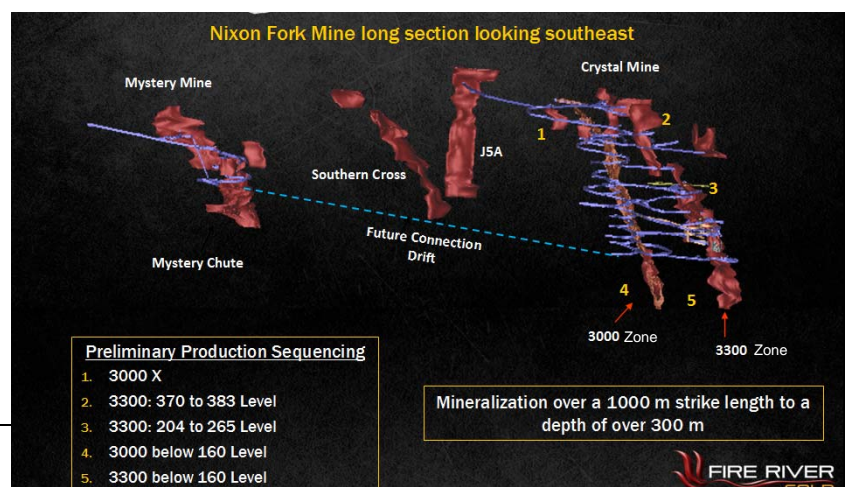 Nixon Fork Mine long section looking southeast
Mystery Mine
Crystal Mine
1
2
J5A
Southern Cross
3
Future Connection
Drift
Mystery Chute
4
5
3000 Zone
3300 Zone
Preliminary Production Sequencing
1. 3000 X
2. 3300: 370 to 383 Level
3. 3300: 204 to 265 Level
4. 3000 below 160 Level
5. 3300 below 160 Level
Mineralization over a 1000 m strike length to a
depth of over 300 m
FIRE RIVER
GOLD